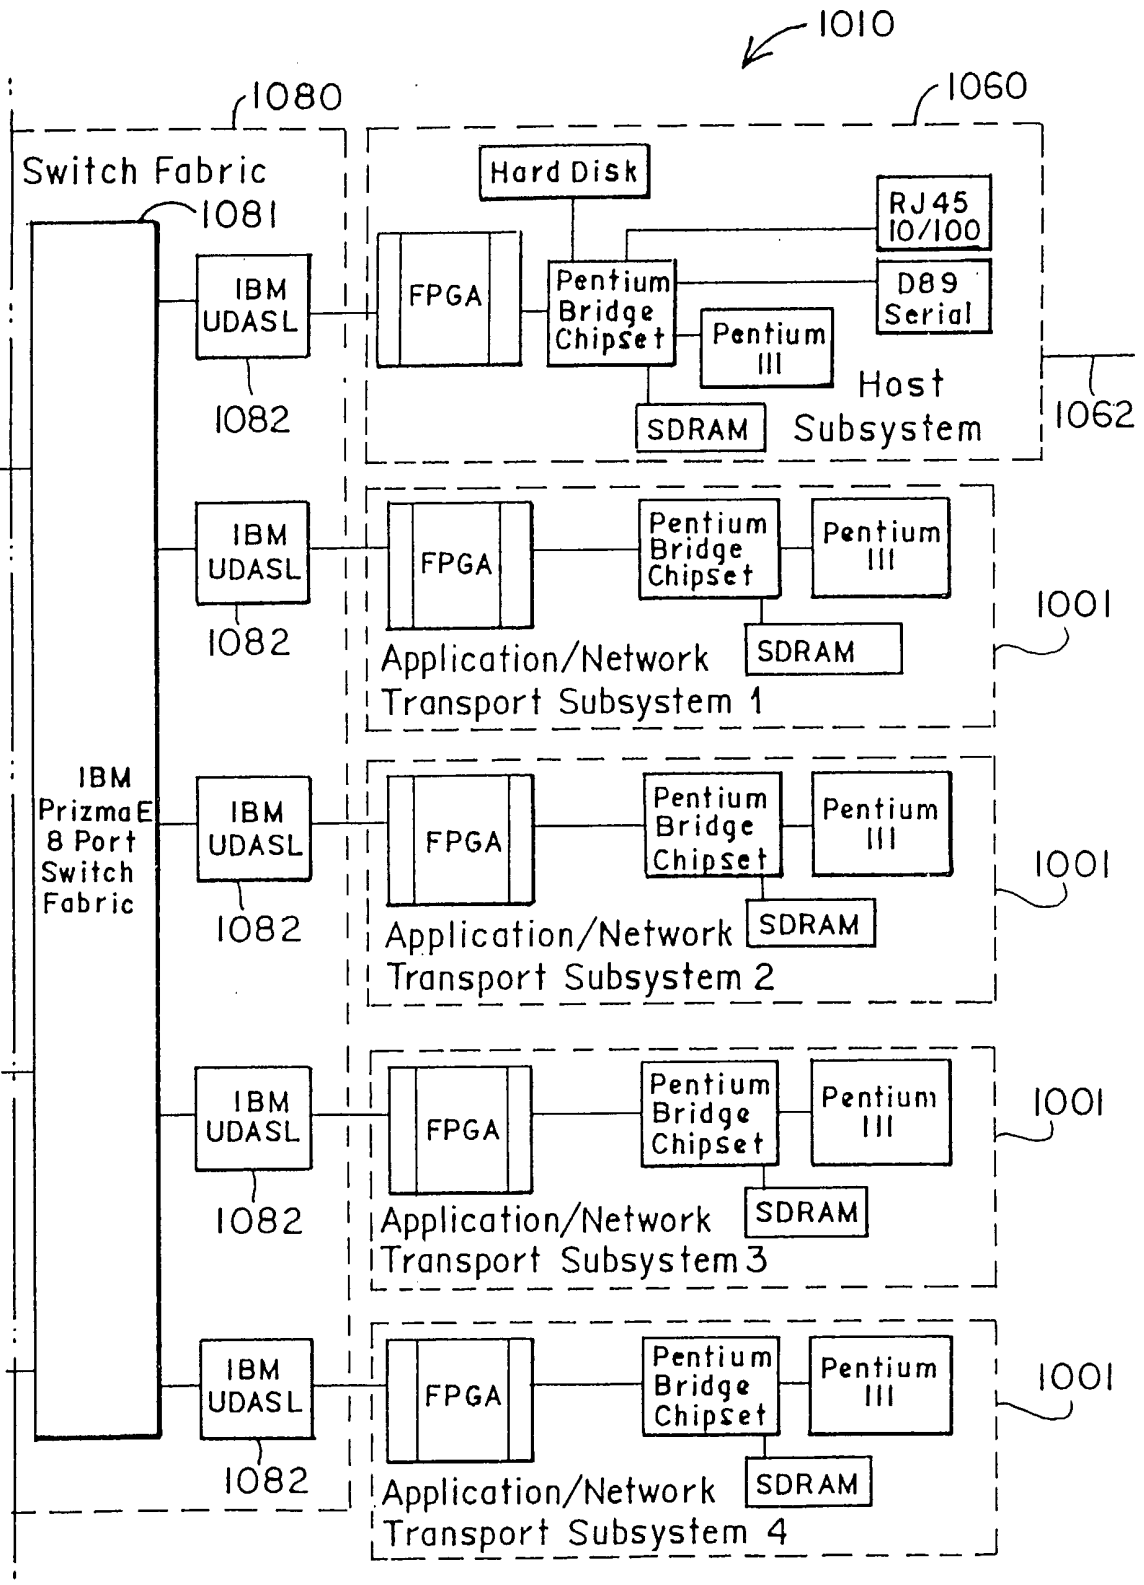 1010
1080
1060
Switch Fabric
1081
Hard Disk
RJ45
10/100
IBM
UDASL
FPGA
Pentium
Bridge
Chipset
D89
Serial
Pentium
III
1082
SDRAM
Host
Subsystem
1062
IBM
UDASL
FPGA
Pentium
Bridge
Chipset
Pentium
III
1082
SDRAM
1001
Application/Network
Transport Subsystem 1
IBM
PrizmaE
8 Port
Switch
Fabric
IBM
UDASL
FPGA
Pentium
Bridge
Chipset
Pentium
III
1001
1082
SDRAM
Application/Network
Transport Subsystem 2
IBM
UDASL
FPGA
Pentium
Bridge
Chipset
Pentium
III
1001
1082
SDRAM
Application/Network
Transport Subsystem 3
IBM
UDASL
FPGA
Pentium
Bridge
Chipset
Pentium
III
1001
1082
SDRAM
Application/Network
Transport Subsystem 4